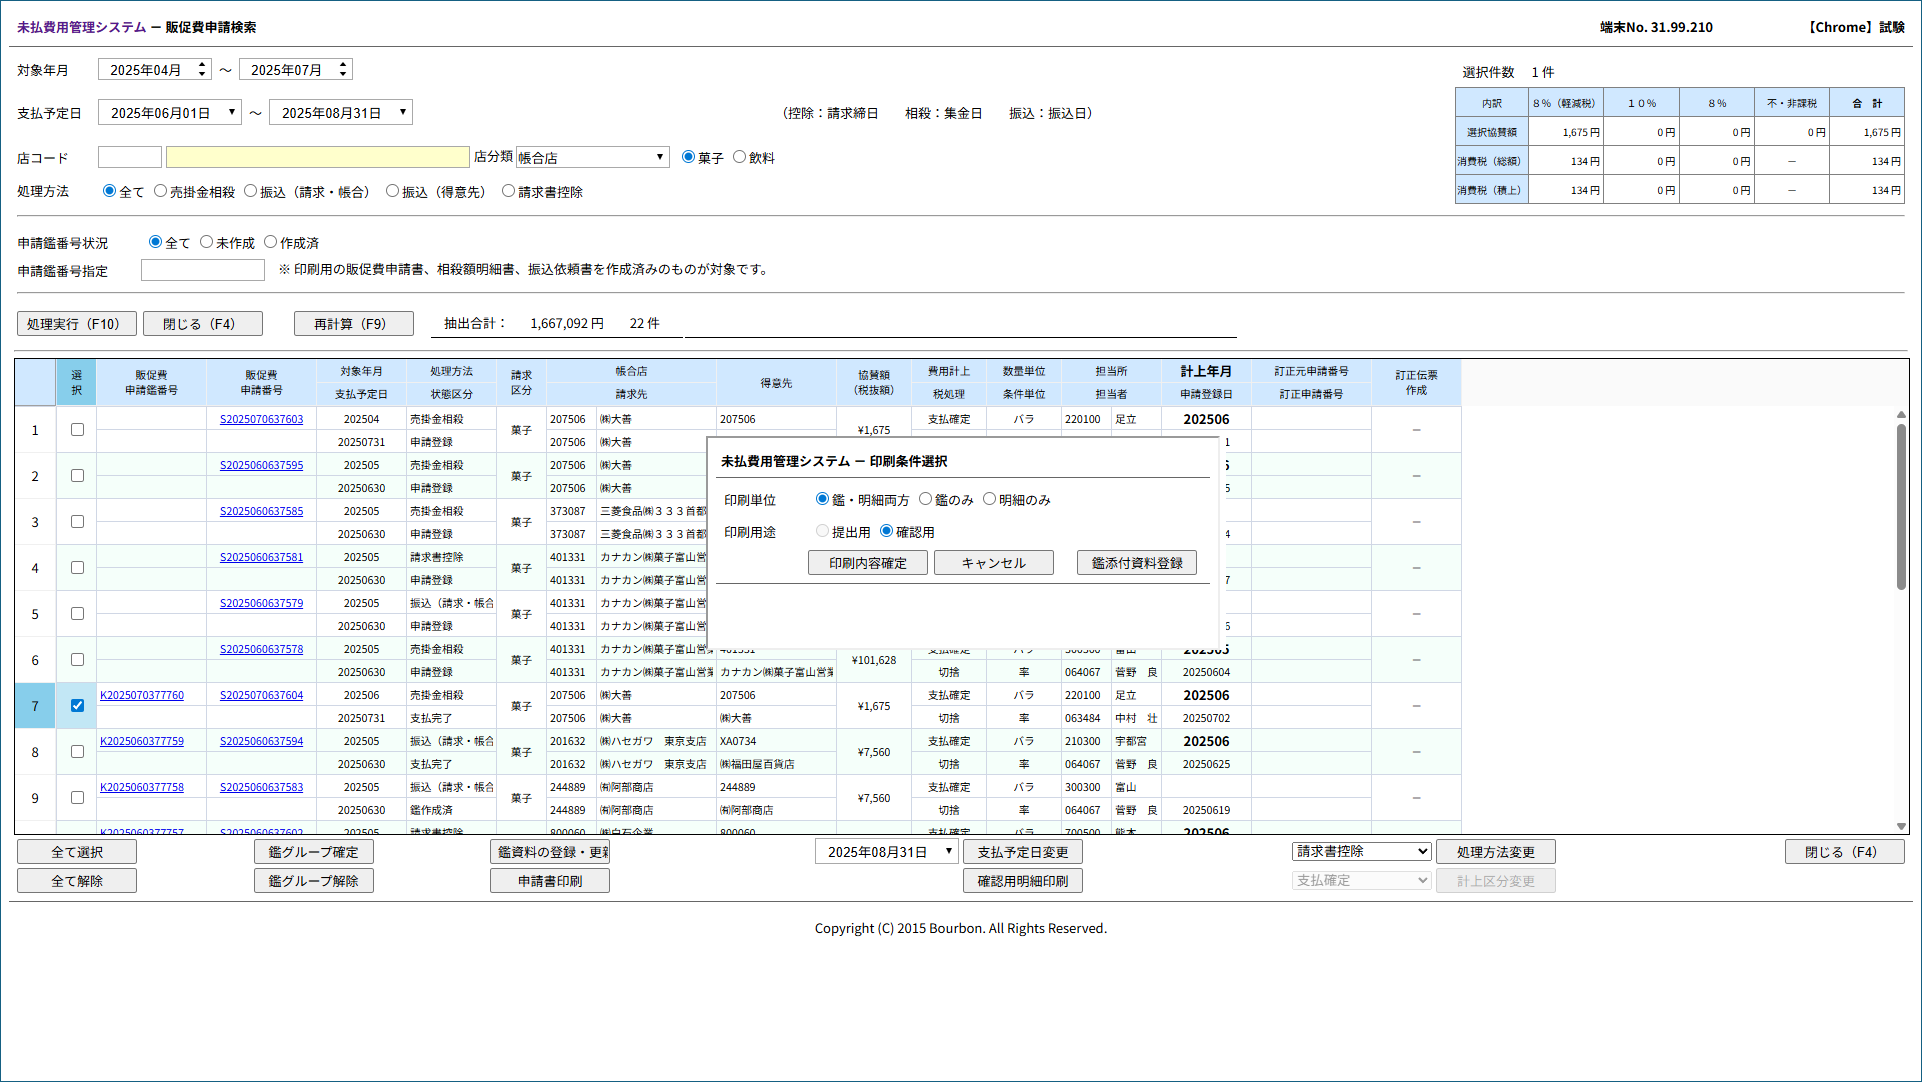 未払費用管理システム － 販促費申請検索　端末No. 31.99.210　【Chrome】試験
対象年月　2025年04月　～　2025年07月
支払予定日　2025年06月01日　～　2025年08月31日　（控除：請求締日　相殺：集金日　振込：振込日）
店コード　店分類　帳合店　菓子　飲料
処理方法　全て　売掛金相殺　振込（請求・帳合）　振込（得意先）　請求書控除
選択件数　1 件
内訳　８%（軽減税）　１０%　８%　不・非課税　合　計
選択協賛額　1,675 円　0 円　0 円　0 円　1,675 円
消費税（総額）　134 円　0 円　0 円　－　134 円
消費税（積上）　134 円　0 円　0 円　－　134 円
申請鑑番号状況　全て　未作成　作成済
申請鑑番号指定　※ 印刷用の販促費申請書、相殺額明細書、振込依頼書を作成済みのものが対象です。
処理実行（F10）　閉じる（F4）　再計算（F9）　抽出合計：　1,667,092 円　22 件
選択　販促費申請鑑番号　販促費申請番号　対象年月　処理方法　請求区分　帳合店　得意先　協賛額（税抜額）　費用計上　数量単位　担当所　計上年月　訂正元申請番号　訂正伝票作成
支払予定日　状態区分　請求先　税処理　条件単位　担当者　申請登録日　訂正申請番号
1　S2025070637603　202504　売掛金相殺　菓子　207506　㈱大善　207506　¥1,675　支払確定　バラ　220100　足立　202506　－
20250731　申請登録　207506　㈱大善　1
2　S2025060637595　202505　売掛金相殺　菓子　207506　㈱大善　－
20250630　申請登録　207506　㈱大善　5
3　S2025060637585　202505　売掛金相殺　菓子　373087　三菱食品㈱３３３首都　－
20250630　申請登録　373087　三菱食品㈱３３３首都　4
4　S2025060637581　202505　請求書控除　菓子　401331　カナカン㈱菓子富山営　－
20250630　申請登録　401331　カナカン㈱菓子富山営　7
5　S2025060637579　202505　振込（請求・帳合　菓子　401331　カナカン㈱菓子富山営　－
20250630　申請登録　401331　カナカン㈱菓子富山営　6
6　S2025060637578　202505　売掛金相殺　菓子　401331　カナカン㈱菓子富山営業　401331　¥101,628　支払確定　バラ　300300　富山　202505　－
20250630　申請登録　401331　カナカン㈱菓子富山営業　カナカン㈱菓子富山営業　切捨　率　064067　菅野　良　20250604
7　K2025070377760　S2025070637604　202506　売掛金相殺　菓子　207506　㈱大善　207506　¥1,675　支払確定　バラ　220100　足立　202506　－
20250731　支払完了　207506　㈱大善　㈱大善　切捨　率　063484　中村　壮　20250702
8　K2025060377759　S2025060637594　202505　振込（請求・帳合　菓子　201632　㈱ハセガワ　東京支店　XA0734　¥7,560　支払確定　バラ　210300　宇都宮　202506　－
20250630　支払完了　201632　㈱ハセガワ　東京支店　㈱福田屋百貨店　切捨　率　064067　菅野　良　20250625
9　K2025060377758　S2025060637583　202505　振込（請求・帳合　菓子　244889　㈲阿部商店　244889　¥7,560　支払確定　バラ　300300　富山　－
20250630　鑑作成済　244889　㈲阿部商店　㈲阿部商店　切捨　率　064067　菅野　良　20250619
K2025060377757　S2025060637602　202505　請求書控除　800060　㈱白石企業　800060　支払確定　バラ　700500　熊本　202506
未払費用管理システム － 印刷条件選択
印刷単位　鑑・明細両方　鑑のみ　明細のみ
印刷用途　提出用　確認用
印刷内容確定　キャンセル　鑑添付資料登録
全て選択　鑑グループ確定　鑑資料の登録・更新　2025年08月31日　支払予定日変更　請求書控除　処理方法変更　閉じる（F4）
全て解除　鑑グループ解除　申請書印刷　確認用明細印刷　支払確定　計上区分変更
Copyright (C) 2015 Bourbon. All Rights Reserved.